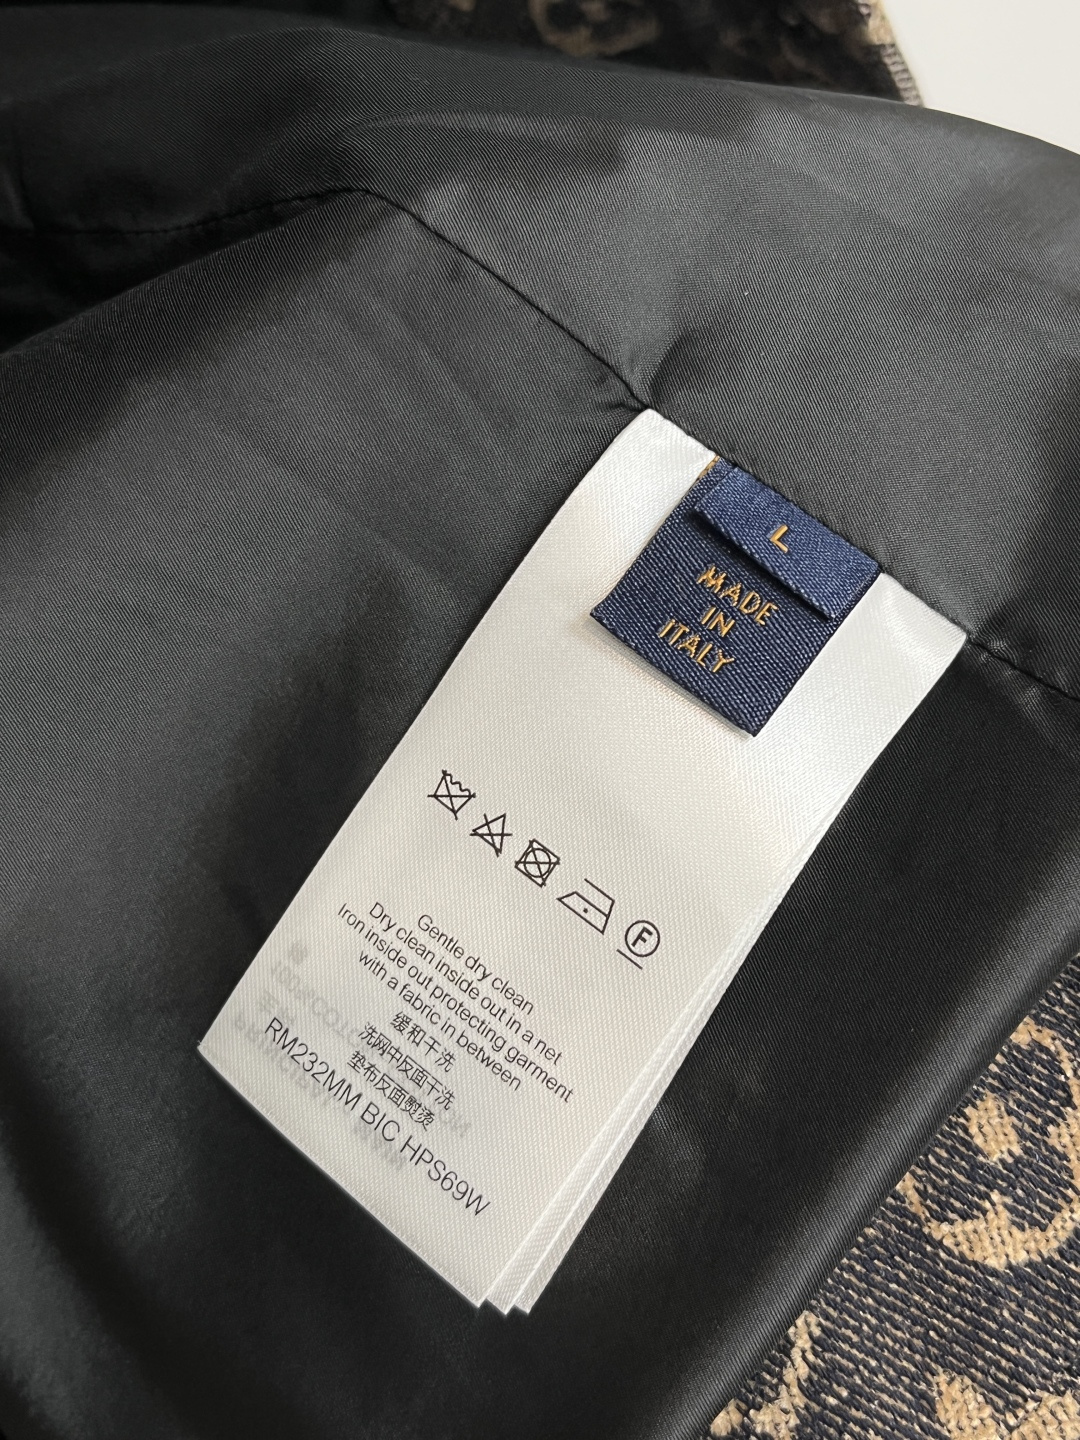 L
MADE
IN
ITALY
F
Gentle dry clean
Dry clean inside out in a net
Iron inside out protecting garment
with a fabric in between
缓和干洗
洗网中反面干洗
垫布反面熨烫
RM232MM BIC HPS69W